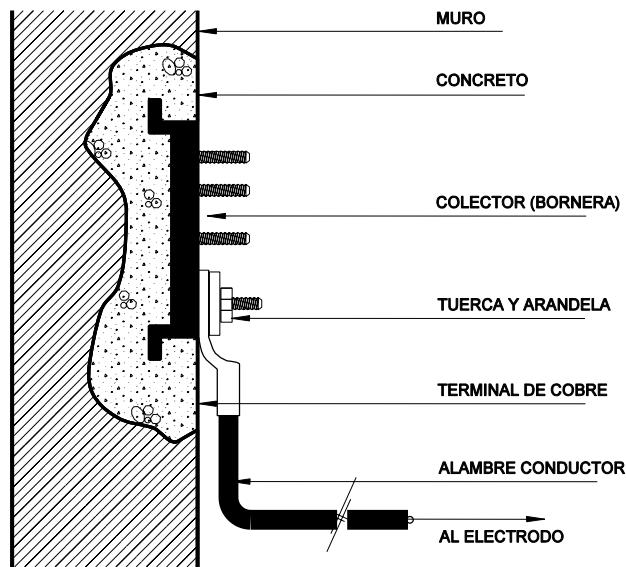 MURO
CONCRETO
COLECTOR (BORNERA)
TUERCA Y ARANDELA
TERMINAL DE COBRE
ALAMBRE CONDUCTOR
AL ELECTRODO